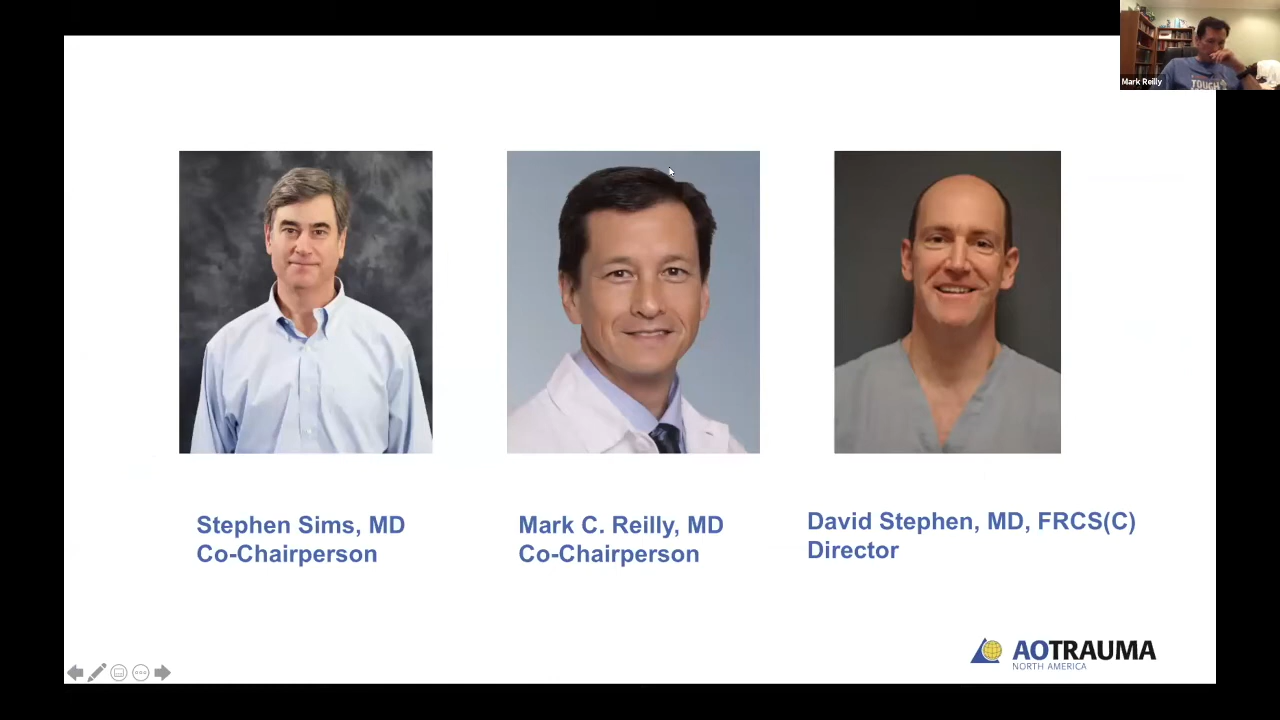 Mark Reilly
TOUGH
Stephen Sims, MD
Co-Chairperson
Mark C. Reilly, MD
Co-Chairperson
David Stephen, MD, FRCS(C)
Director
AOTRAUMA
NORTH AMERICA